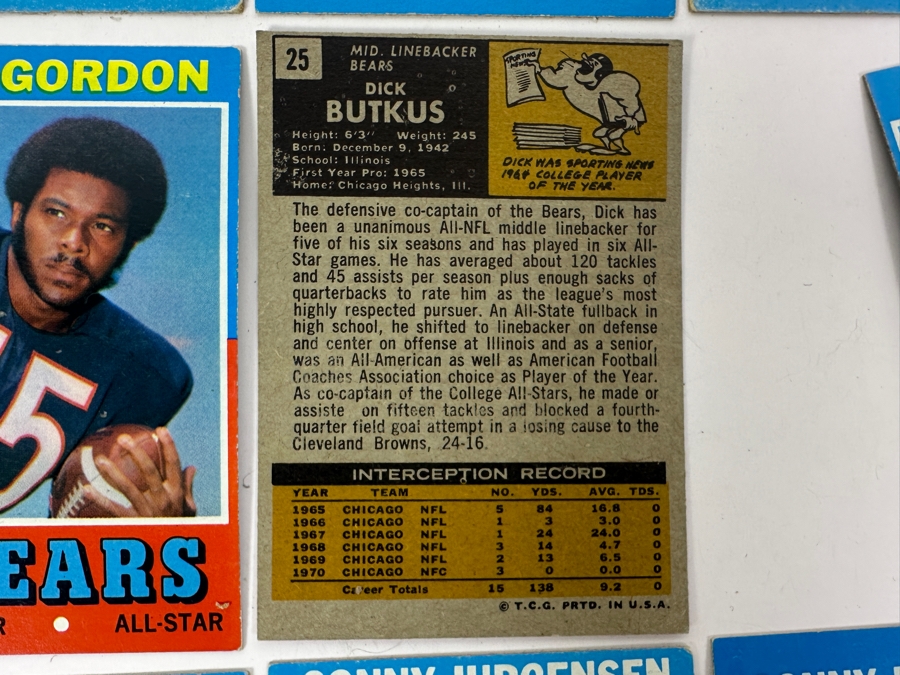 GORDON
5
EARS
ALL-STAR
25
MID. LINEBACKER
BEARS
DICK
BUTKUS
Height: 6'3" Weight: 245
Born: December 9, 1942
School: Illinois
First Year Pro: 1965
Home: Chicago Heights, Ill.
SPORTING
NEWS
DICK WAS SPORTING NEWS
1964 COLLEGE PLAYER
OF THE YEAR.
The defensive co-captain of the Bears, Dick has
been a unanimous All-NFL middle linebacker for
five of his six seasons and has played in six All-
Star games. He has averaged about 120 tackles
and 45 assists per season plus enough sacks of
quarterbacks to rate him as the league's most
highly respected pursuer. An All-State fullback in
high school, he shifted to linebacker on defense
and center on offense at Illinois and as a senior,
was an All-American as well as American Football
Coaches Association choice as Player of the Year.
As co-captain of the College All-Stars, he made or
assiste on fifteen tackles and blocked a fourth-
quarter field goal attempt in a losing cause to the
Cleveland Browns, 24-16.
INTERCEPTION RECORD
YEAR TEAM NO. YDS. AVG. TDS.
1965 CHICAGO NFL 5 84 16.8 0
1966 CHICAGO NFL 1 3 3.0 0
1967 CHICAGO NFL 1 24 24.0 0
1968 CHICAGO NFL 3 14 4.7 0
1969 CHICAGO NFL 2 13 6.5 0
1970 CHICAGO NFC 3 0 0.0 0
Career Totals 15 138 9.2 0
© T.C.G. PRTD. IN U.S.A.
SONNY JURGENSEN